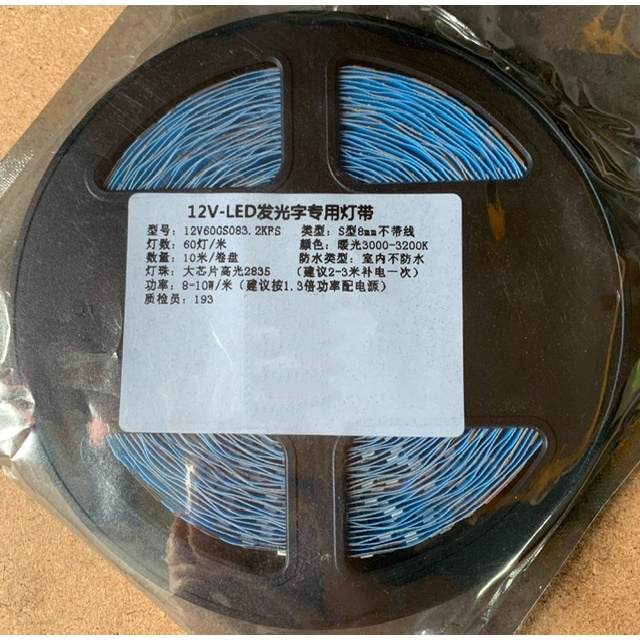 12V-LED发光字专用灯带
型号：12V60GS083.2KFS 类型：S型8mm不带线
灯数：60灯/米 顏色：暖光3000-3200K
数量：10米/卷盘 防水类型：室内不防水
灯珠：大芯片高光2835 （建议2-3米补电一次）
功率：8-10W/米（建议按1.3倍功率配电源）
质检员：193